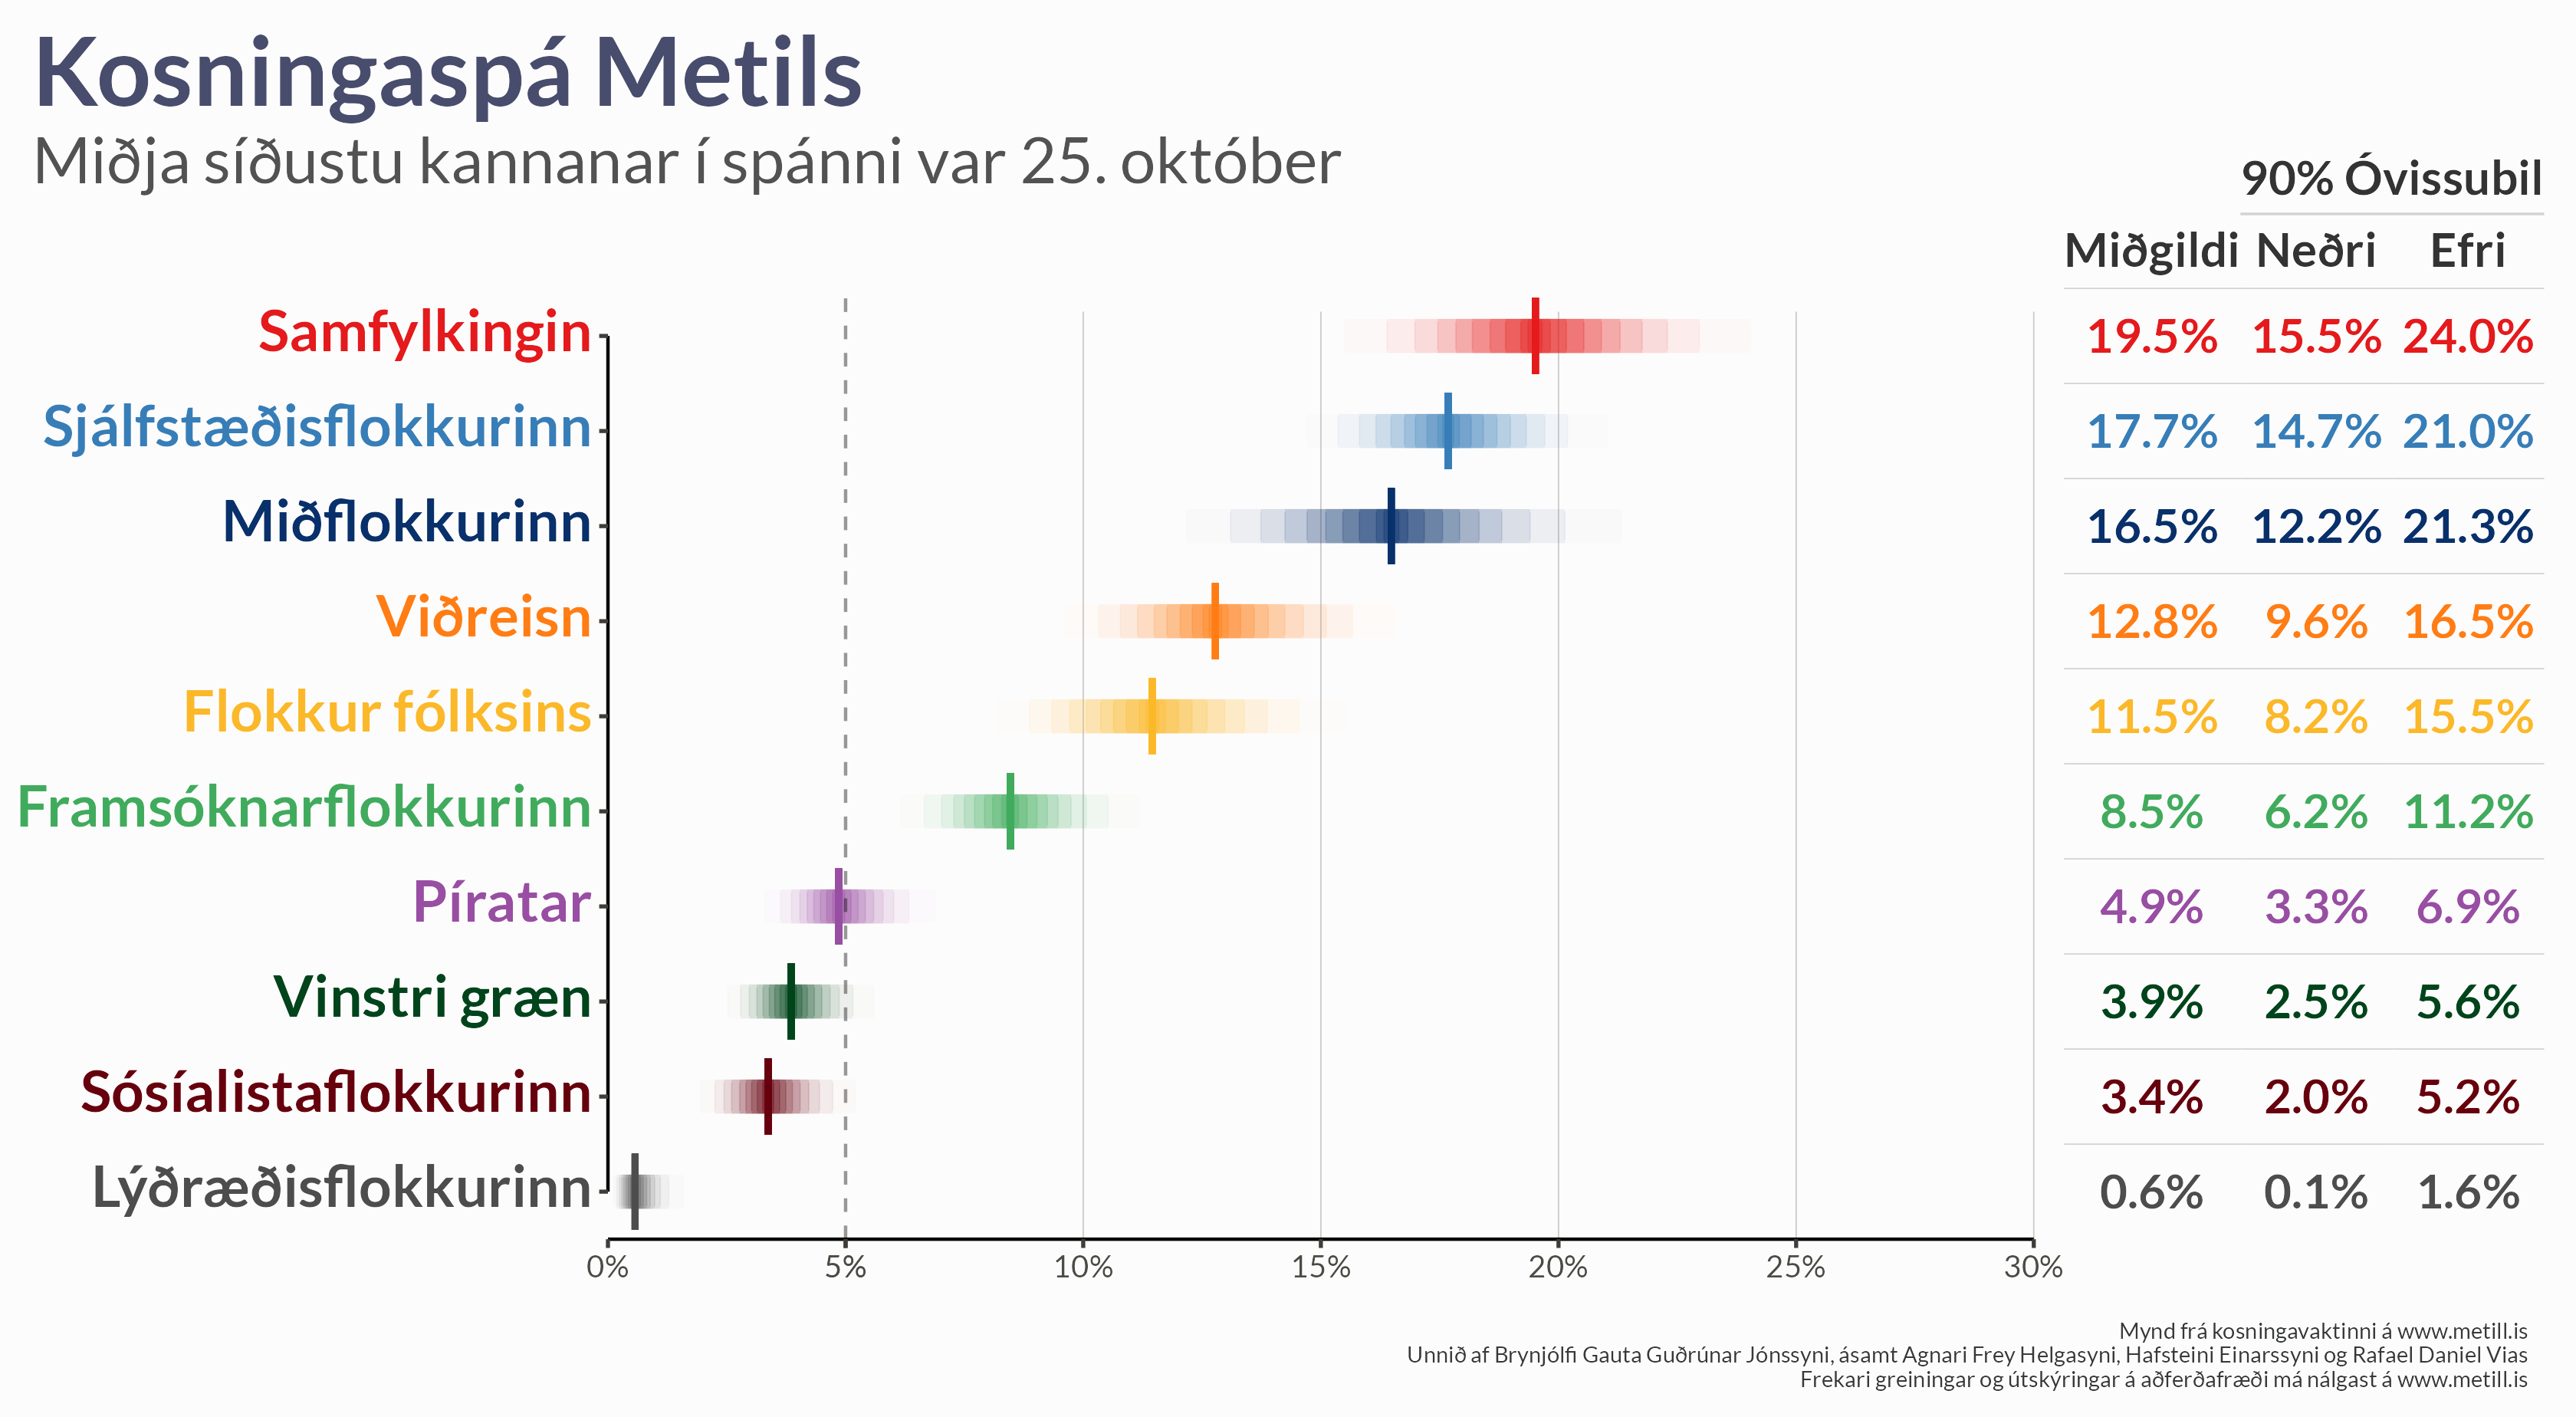 Kosningaspá Metils
Miðja síðustu kannanar í spánni var 25. október
90% Óvissubil
Miðgildi Neðri Efri
Samfylkingin 19.5% 15.5% 24.0%
Sjálfstæðisflokkurinn 17.7% 14.7% 21.0%
Miðflokkurinn 16.5% 12.2% 21.3%
Viðreisn 12.8% 9.6% 16.5%
Flokkur fólksins 11.5% 8.2% 15.5%
Framsóknarflokkurinn 8.5% 6.2% 11.2%
Píratar 4.9% 3.3% 6.9%
Vinstri græn 3.9% 2.5% 5.6%
Sósíalistaflokkurinn 3.4% 2.0% 5.2%
Lýðræðisflokkurinn 0.6% 0.1% 1.6%
0% 5% 10% 15% 20% 25% 30%
Mynd frá kosningavaktinni á www.metill.is
Unnið af Brynjólfi Gauta Guðrúnar Jónssyni, ásamt Agnari Frey Helgasyni, Hafsteini Einarssyni og Rafael Daniel Vias
Frekari greiningar og útskýringar á aðferðafræði má nálgast á www.metill.is